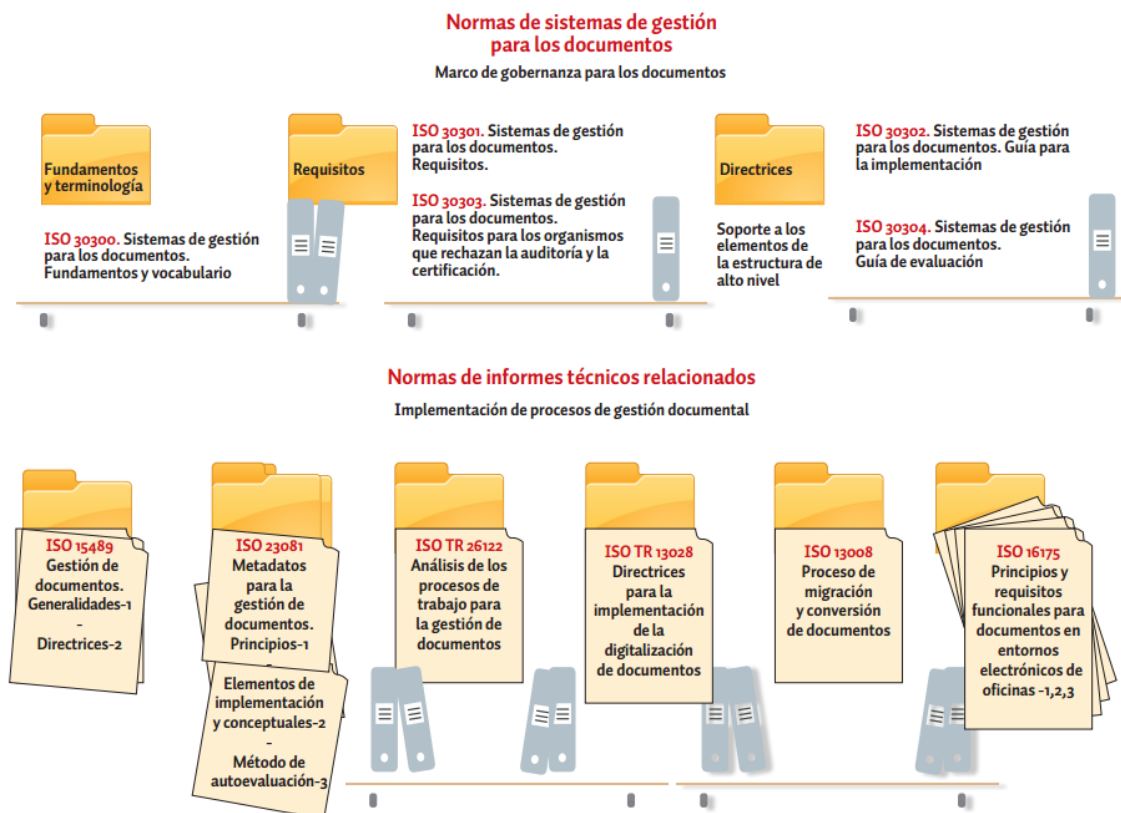 Normas de sistemas de gestión
para los documentos
Marco de gobernanza para los documentos
Fundamentos
y terminología
ISO 30300. Sistemas de gestión
para los documentos.
Fundamentos y vocabulario
Requisitos
ISO 30301. Sistemas de gestión
para los documentos.
Requisitos.
ISO 30303. Sistemas de gestión
para los documentos.
Requisitos para los organismos
que rechazan la auditoría y la
certificación.
Directrices
Soporte a los
elementos de
la estructura de
alto nivel
ISO 30302. Sistemas de gestión
para los documentos. Guía para
la implementación
ISO 30304. Sistemas de gestión
para los documentos.
Guía de evaluación
Normas de informes técnicos relacionados
Implementación de procesos de gestión documental
ISO 15489
Gestión de
documentos.
Generalidades-1
-
Directrices-2
ISO 23081
Metadatos
para la
gestión de
documentos.
Principios-1
-
Elementos de
implementación
y conceptuales-2
-
Método de
autoevaluación-3
ISO TR 26122
Análisis de los
procesos de
trabajo para
la gestión de
documentos
ISO TR 13028
Directrices
para la
implementación
de la
digitalización
de documentos
ISO 13008
Proceso de
migración
y conversión
de documentos
ISO 16175
Principios y
requisitos
funcionales para
documentos en
entornos
electrónicos de
oficinas -1,2,3